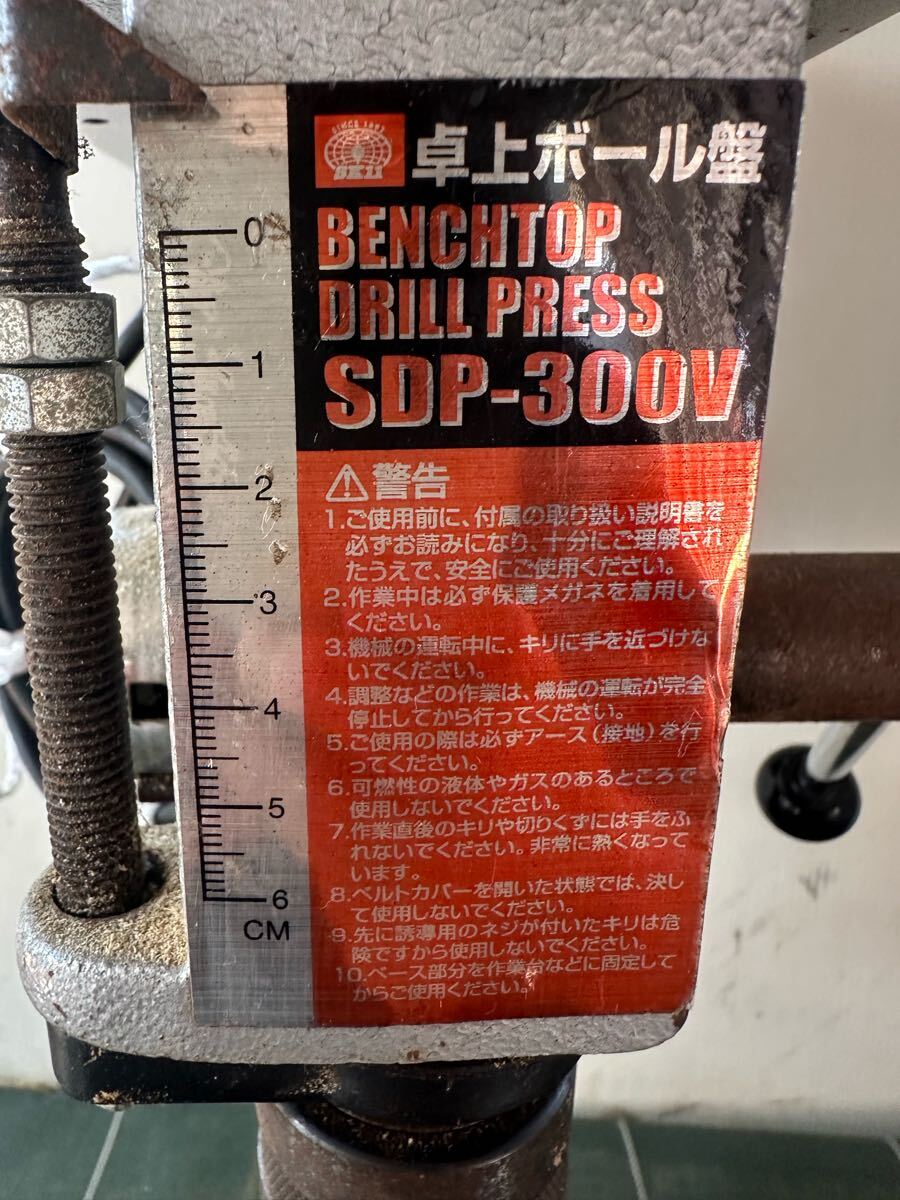 SINCE 1897
SK11
卓上ボール盤
BENCHTOP
DRILL PRESS
SDP-300V
0
1
2
3
4
5
6
CM
警告
1.ご使用前に、付属の取り扱い説明書を
必ずお読みになり、十分にご理解され
たうえで、安全にご使用ください。
2.作業中は必ず保護メガネを着用して
ください。
3.機械の運転中に、キリに手を近づけな
いでください。
4.調整などの作業は、機械の運転が完全
停止してから行ってください。
5.ご使用の際は必ずアース(接地)を行
ってください。
6.可燃性の液体やガスのあるところで
使用しないでください。
7.作業直後のキリや切りくずには手をふ
れないでください。非常に熱くなって
います。
8.ベルトカバーを開いた状態では、決し
て使用しないでください。
9.先に誘導用のネジが付いたキリは危
険ですから使用しないでください。
10.ベース部分を作業台などに固定して
からご使用ください。